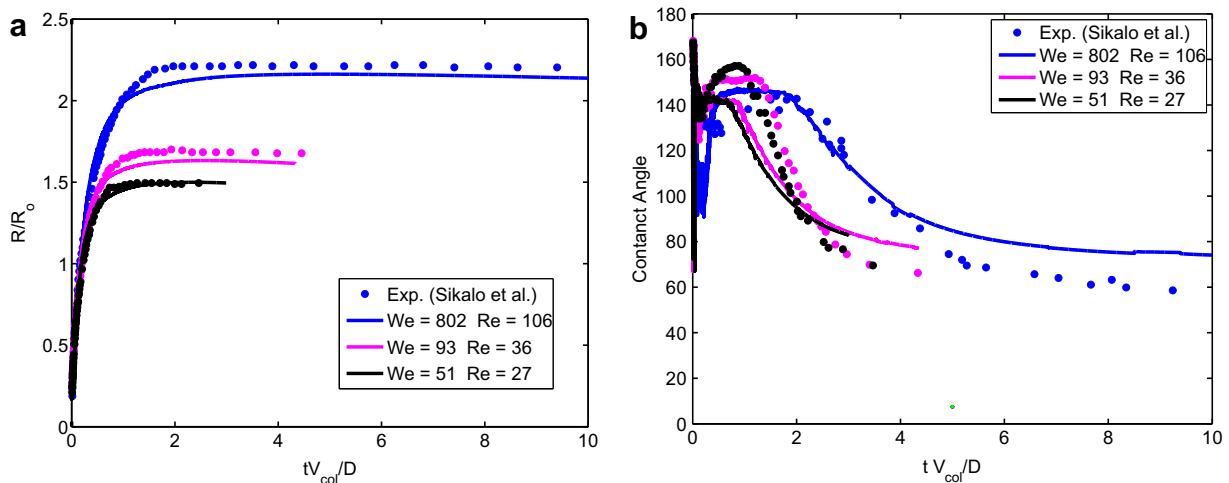 a
2.5
2
1.5
1
0.5
0
R/R_o
0 2 4 6 8 10
tV_col/D
Exp. (Sikalo et al.)
We = 802 Re = 106
We = 93 Re = 36
We = 51 Re = 27
b
180
160
140
120
100
80
60
40
20
0
Contanct Angle
0 2 4 6 8 10
t V_col/D
Exp. (Sikalo et al.)
We = 802 Re = 106
We = 93 Re = 36
We = 51 Re = 27